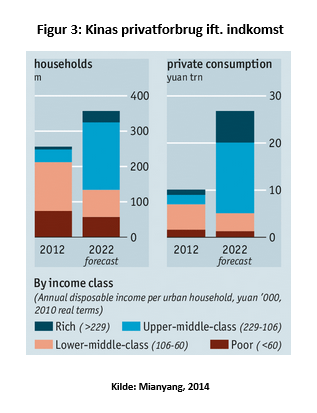 Figur 3: Kinas privatforbrug ift. indkomst
households
m
400
300
200
100
0
2012
2022
forecast
private consumption
yuan trn
30
20
10
0
2012
2022
forecast
By income class
(Annual disposable income per urban household, yuan '000,
2010 real terms)
Rich (>229)
Upper-middle-class (229-106)
Lower-middle-class (106-60)
Poor (<60)
Kilde: Mianyang, 2014